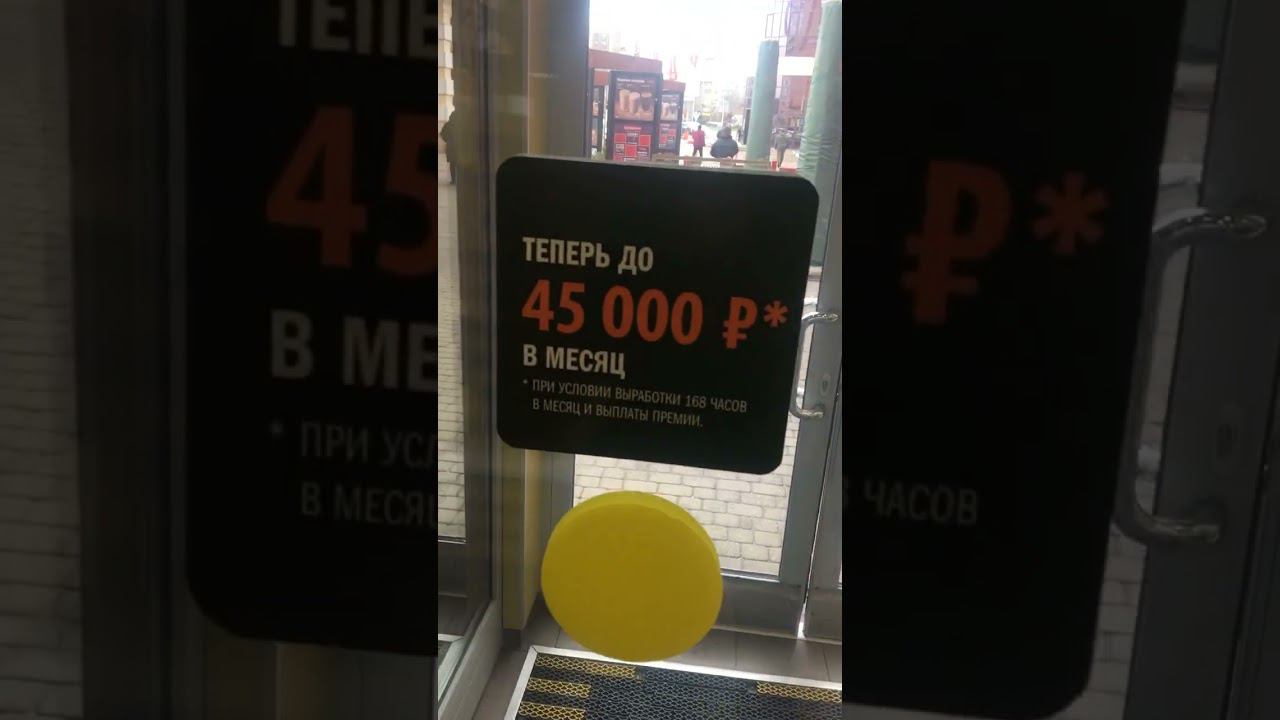 ТЕПЕРЬ ДО
45 000 ₽*
В МЕСЯЦ
* ПРИ УСЛОВИИ ВЫРАБОТКИ 168 ЧАСОВ
В МЕСЯЦ И ВЫПЛАТЫ ПРЕМИИ.